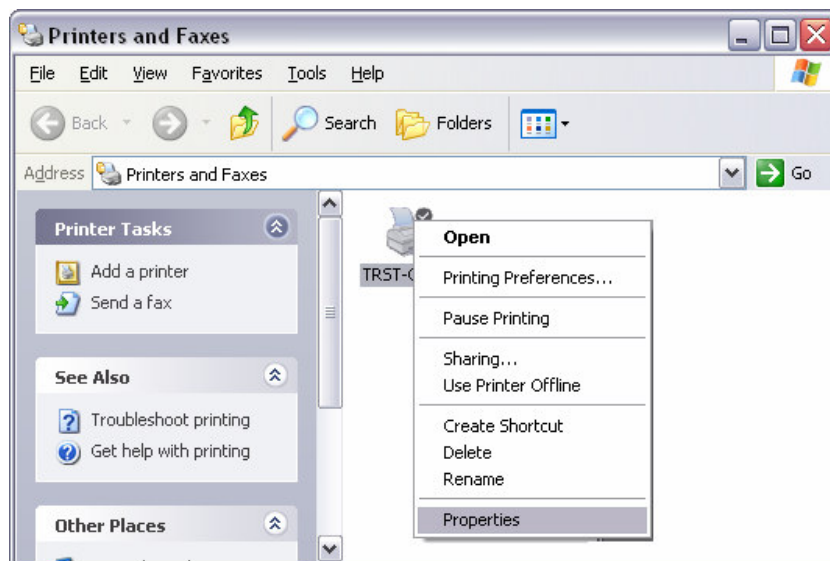 Printers and Faxes
File Edit View Favorites Tools Help
Back Search Folders
Address Printers and Faxes Go
Printer Tasks
Add a printer
Send a fax
See Also
Troubleshoot printing
Get help with printing
Other Places
Open
Printing Preferences...
Pause Printing
Sharing...
Use Printer Offline
Create Shortcut
Delete
Rename
Properties